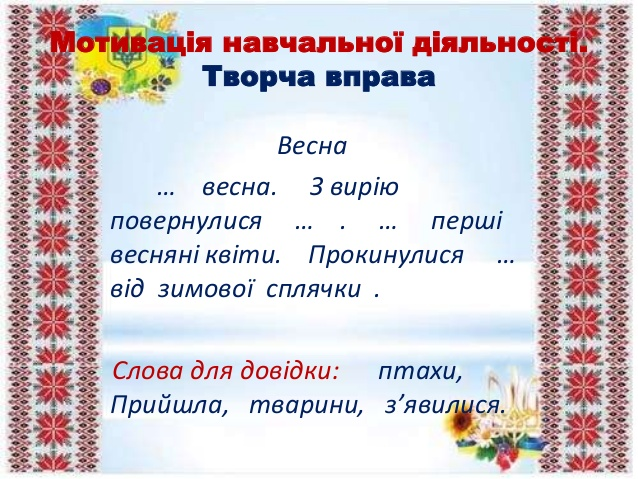 Мотивація навчальної діяльності.
Творча вправа
Весна
… весна. З вирію
повернулися … . … перші
весняні квіти. Прокинулися …
від зимової сплячки .
Слова для довідки: птахи,
Прийшла, тварини, з’явилися.